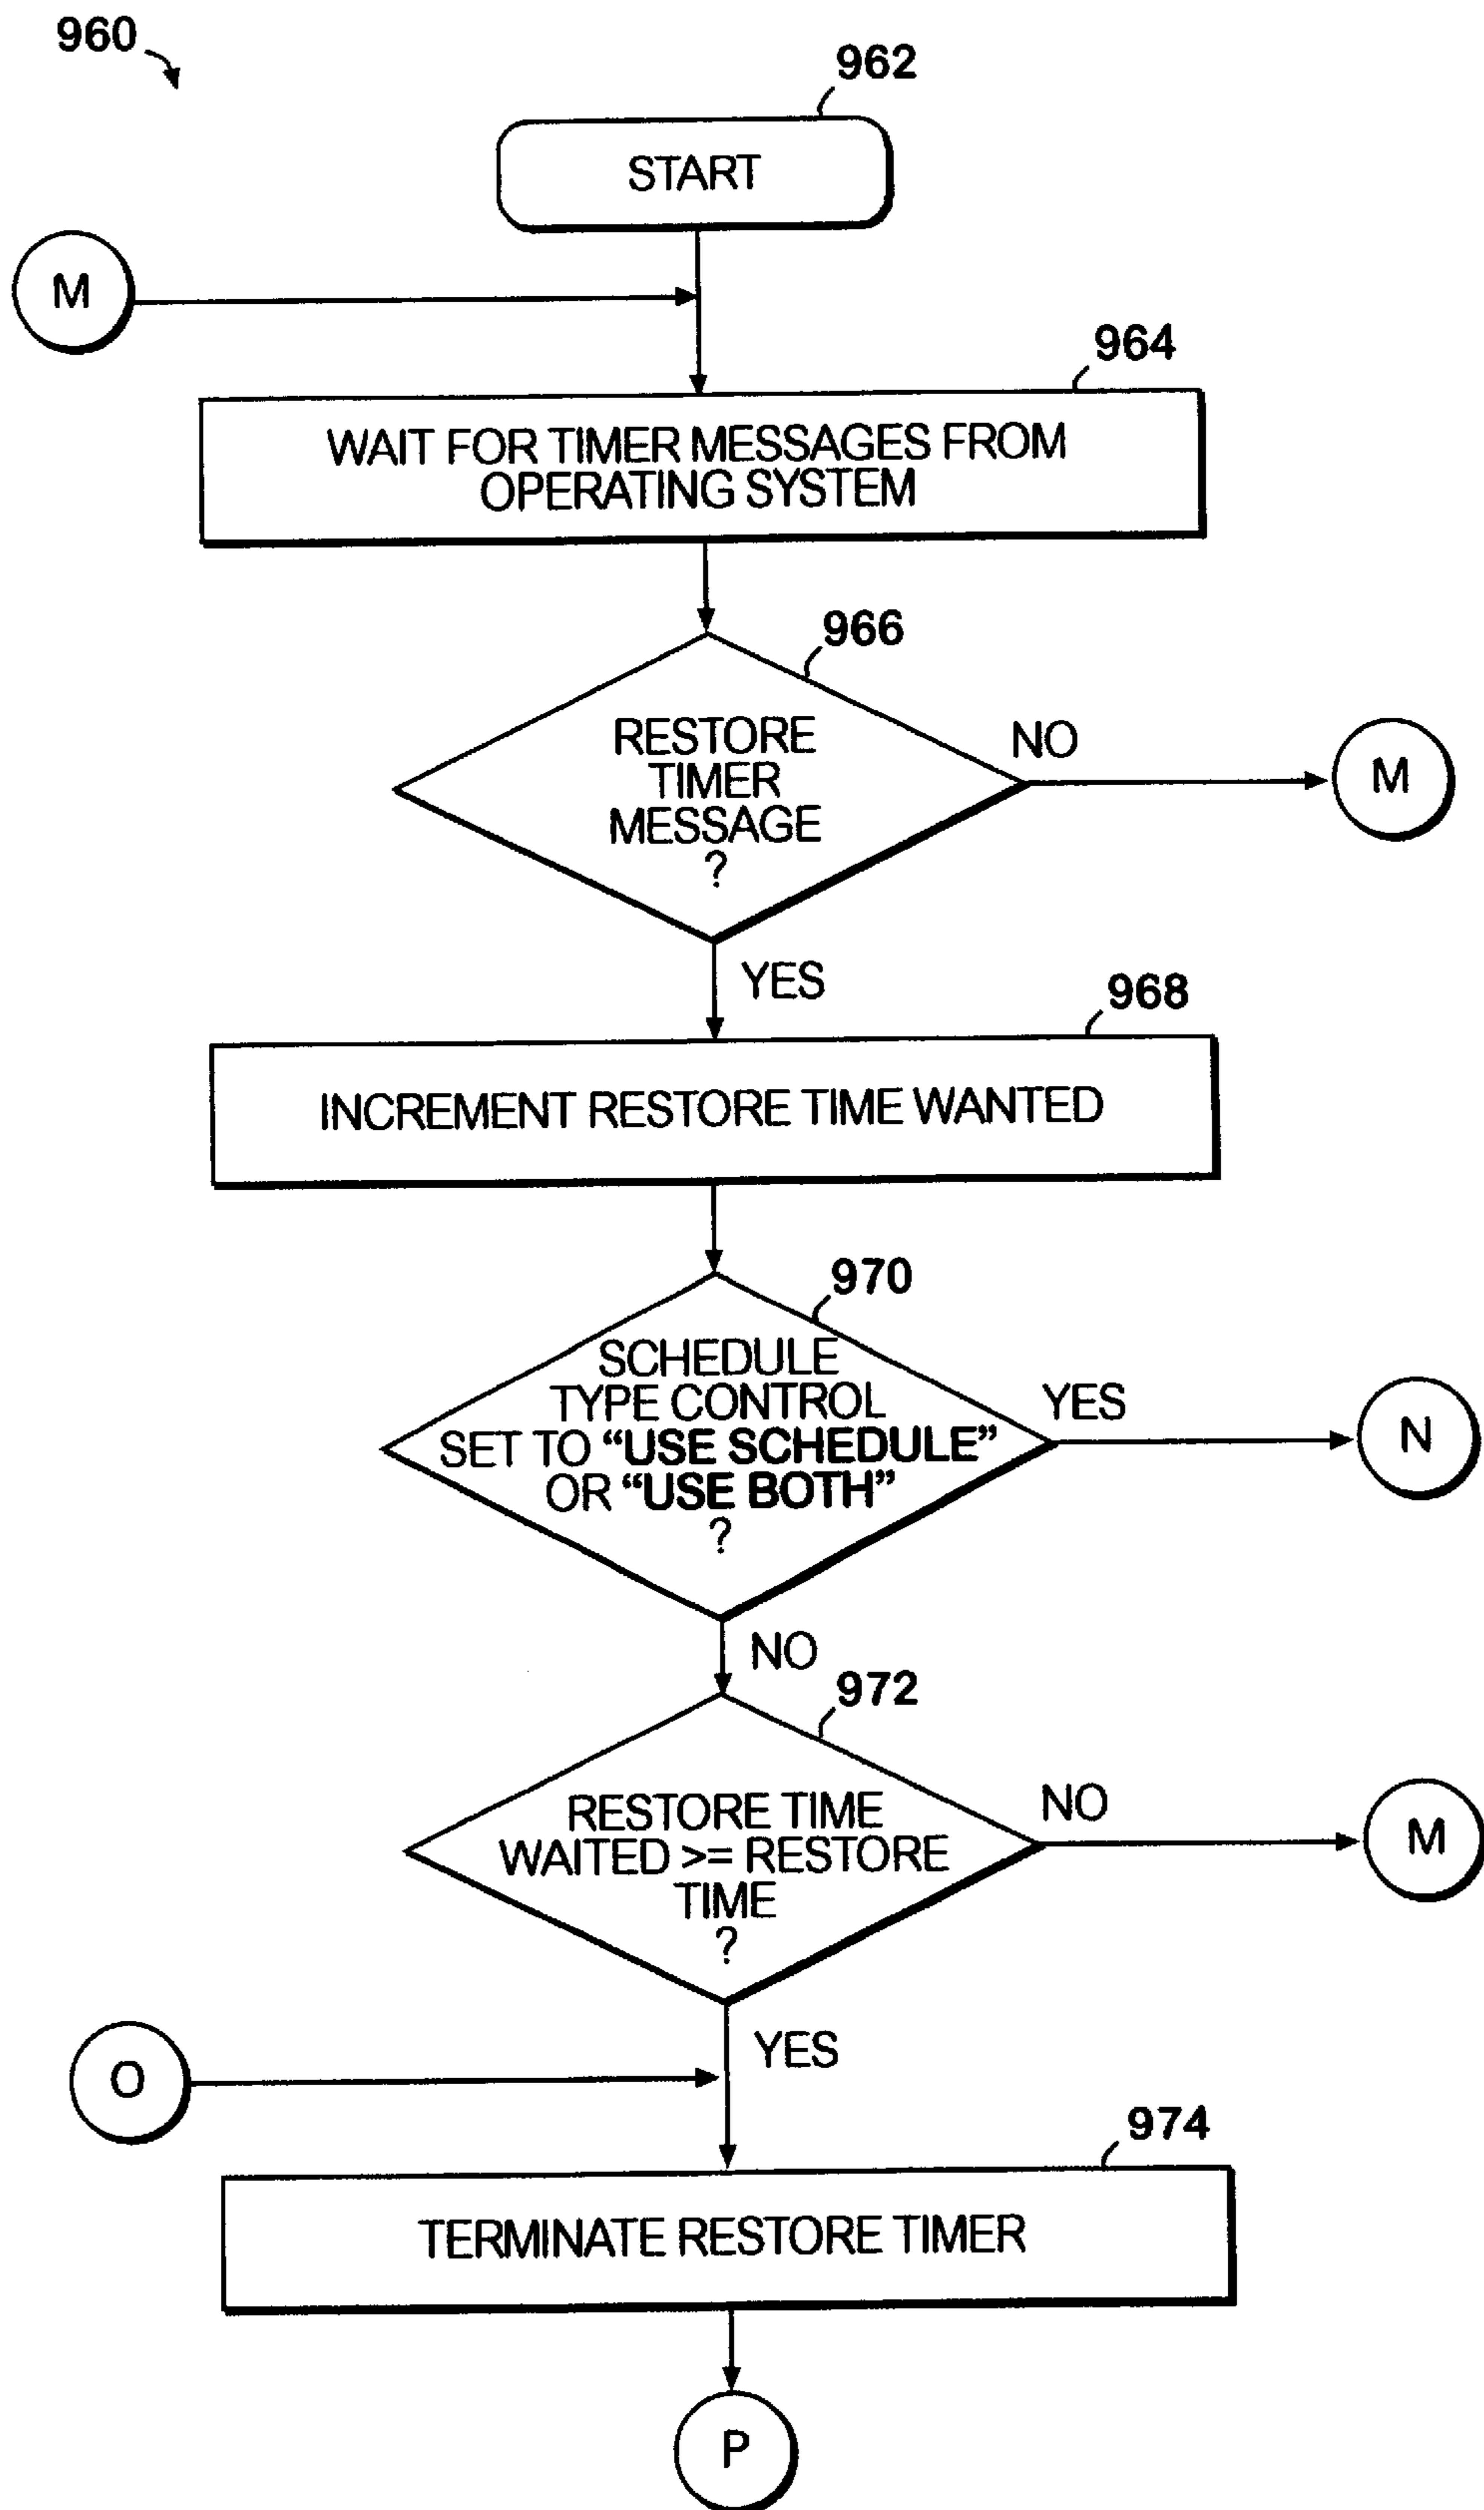 960
962
START
M
964
WAIT FOR TIMER MESSAGES FROM
OPERATING SYSTEM
966
RESTORE
TIMER
MESSAGE
?
NO
M
YES
968
INCREMENT RESTORE TIME WANTED
970
SCHEDULE
TYPE CONTROL
SET TO “USE SCHEDULE”
OR “USE BOTH”
?
YES
N
NO
972
RESTORE TIME
WAITED >= RESTORE
TIME
?
NO
M
YES
O
974
TERMINATE RESTORE TIMER
P